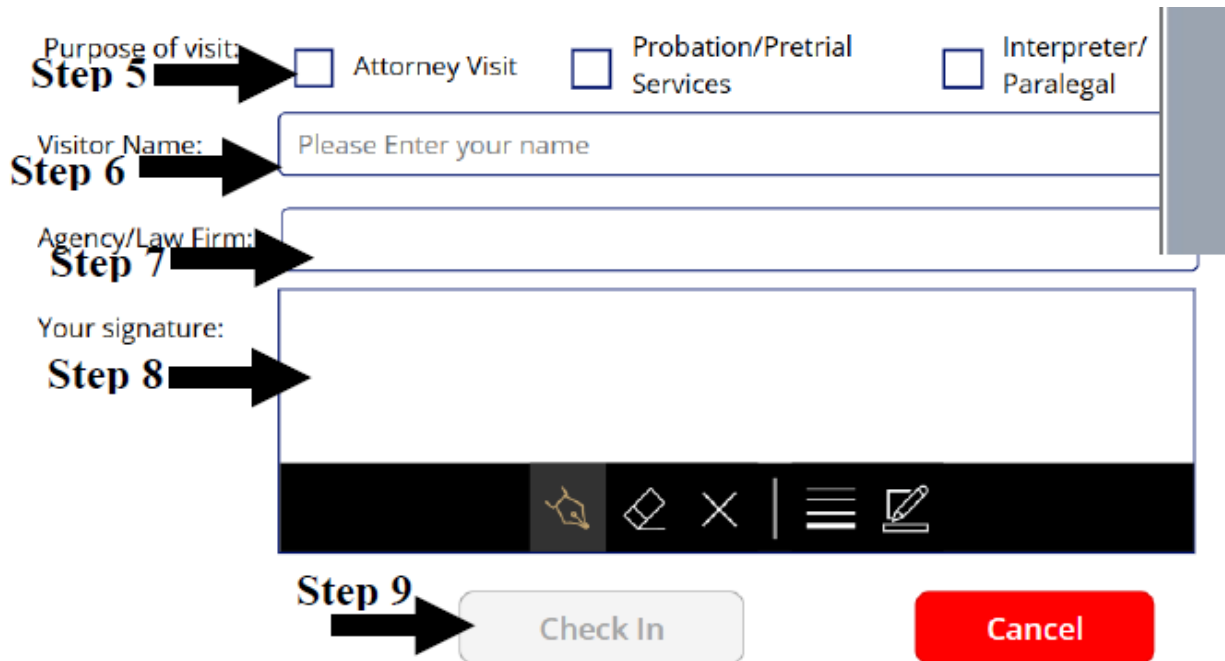 Purpose of visit:
Step 5
Attorney Visit
Probation/Pretrial
Services
Interpreter/
Paralegal
Visitor Name:
Step 6
Please Enter your name
Agency/Law Firm:
Step 7
Your signature:
Step 8
Step 9
Check In
Cancel